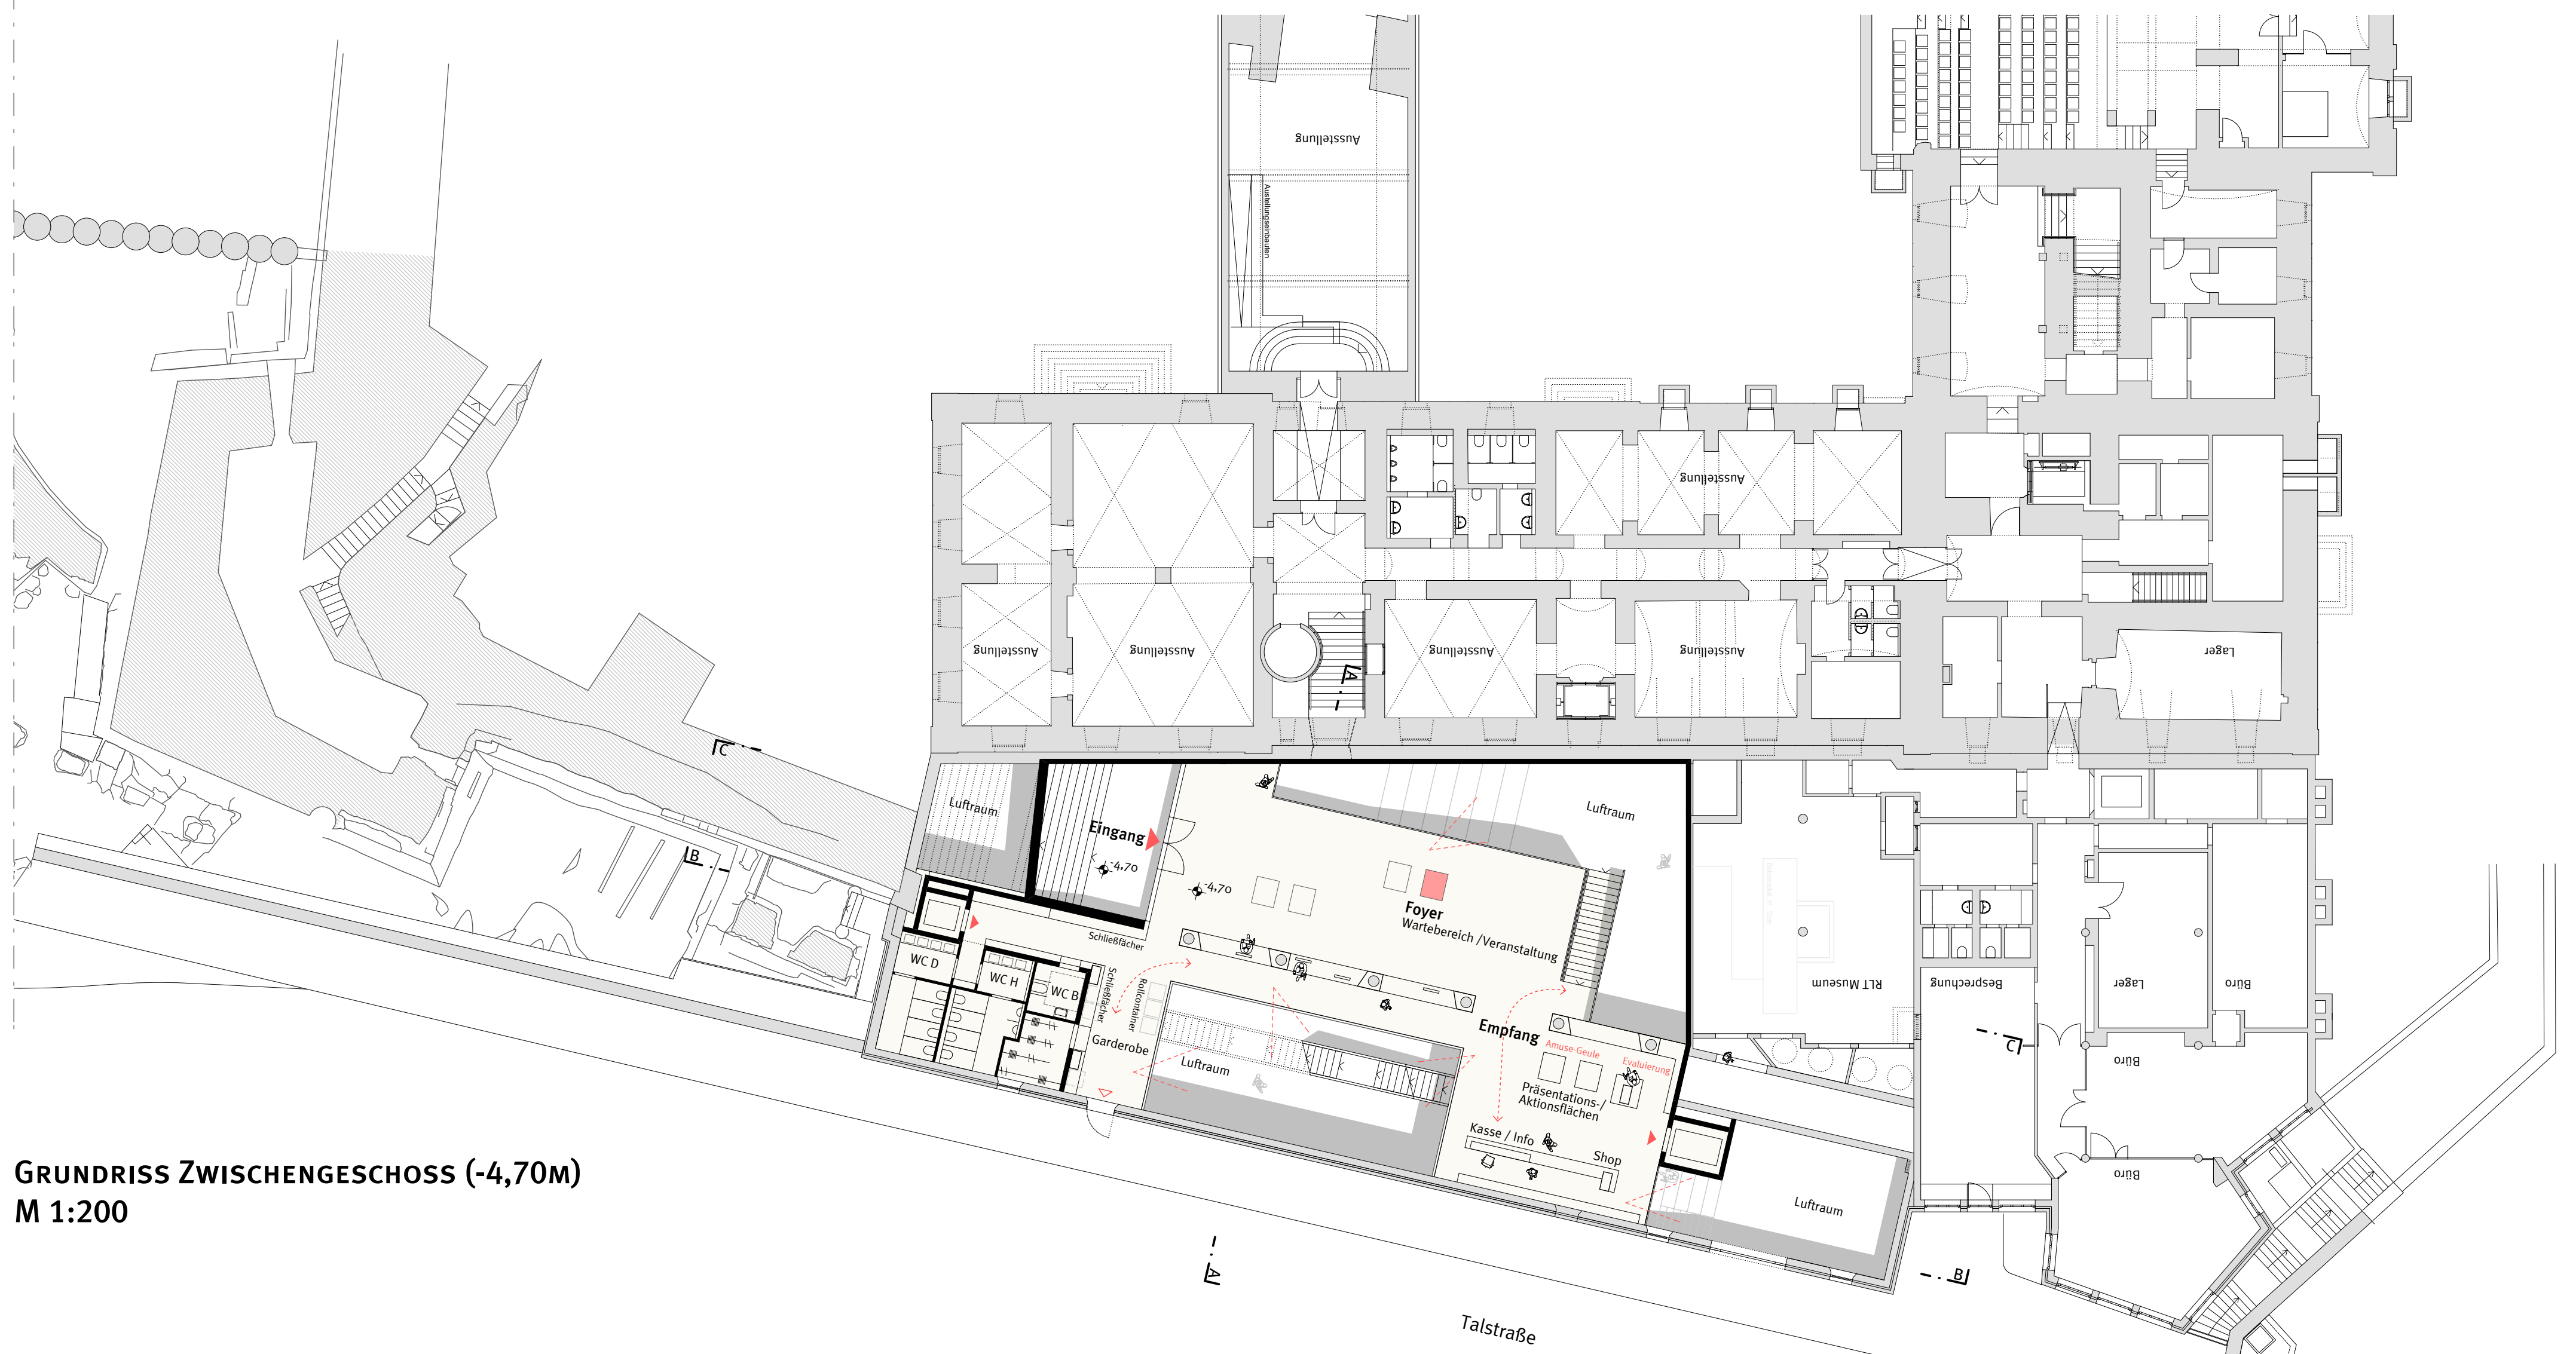 Ausstellung
Ausstellungseinbauten
Ausstellung
Ausstellung
Ausstellung
Ausstellung
Ausstellung
Lager
A
C
B
Luftraum
Eingang
-4,70
-4,70
Luftraum
Foyer
Wartebereich /Veranstaltung
Schließfächer
WC D
WC H
WC B
Schließfächer
Rollcontainer
Garderobe
Luftraum
Empfang
Amuse-Geule
Evaluierung
Präsentations-/
Aktionsflächen
Kasse / Info
Shop
Luftraum
RLT Museum
Besprechung
Lager
Büro
C
Büro
Büro
B
A
Talstraße
GRUNDRISS ZWISCHENGESCHOSS (-4,70M)
M 1:200